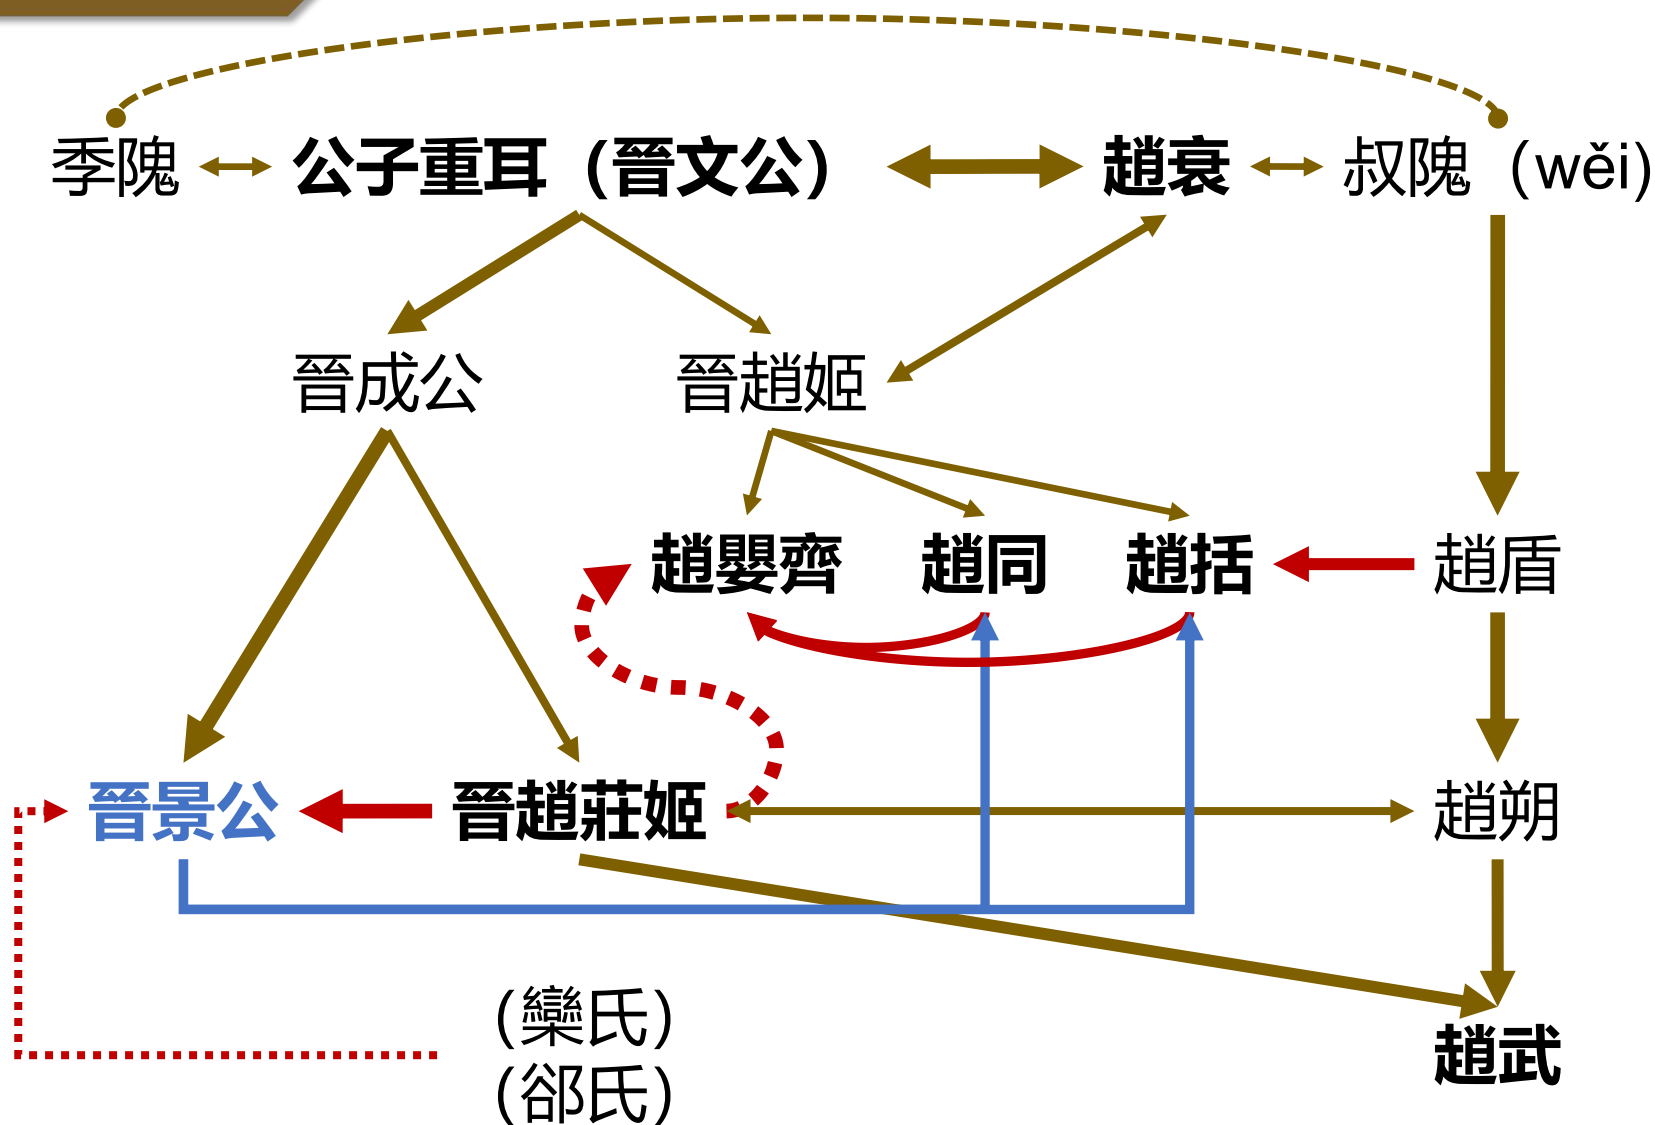 季隗 公子重耳（晉文公） 趙衰 叔隗（wěi）
晉成公 晉趙姬
趙嬰齊 趙同 趙括 趙盾
晉景公 晉趙莊姬 趙朔
（欒氏）
（郤氏）
趙武